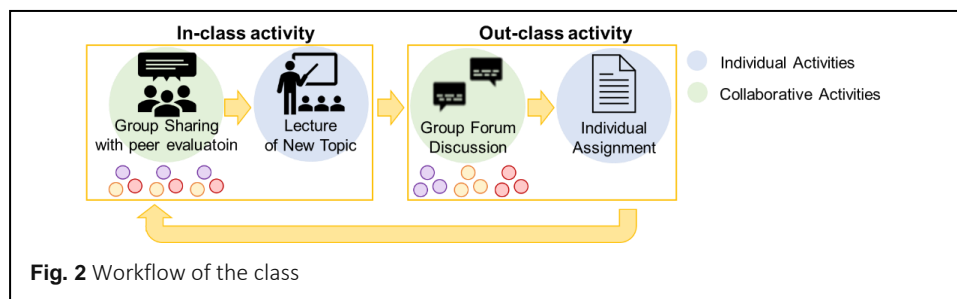 In-class activity
Out-class activity
Group Sharing
with peer evaluatoin
Lecture
of New Topic
Group Forum
Discussion
Individual
Assignment
Individual Activities
Collaborative Activities
Fig. 2 Workflow of the class